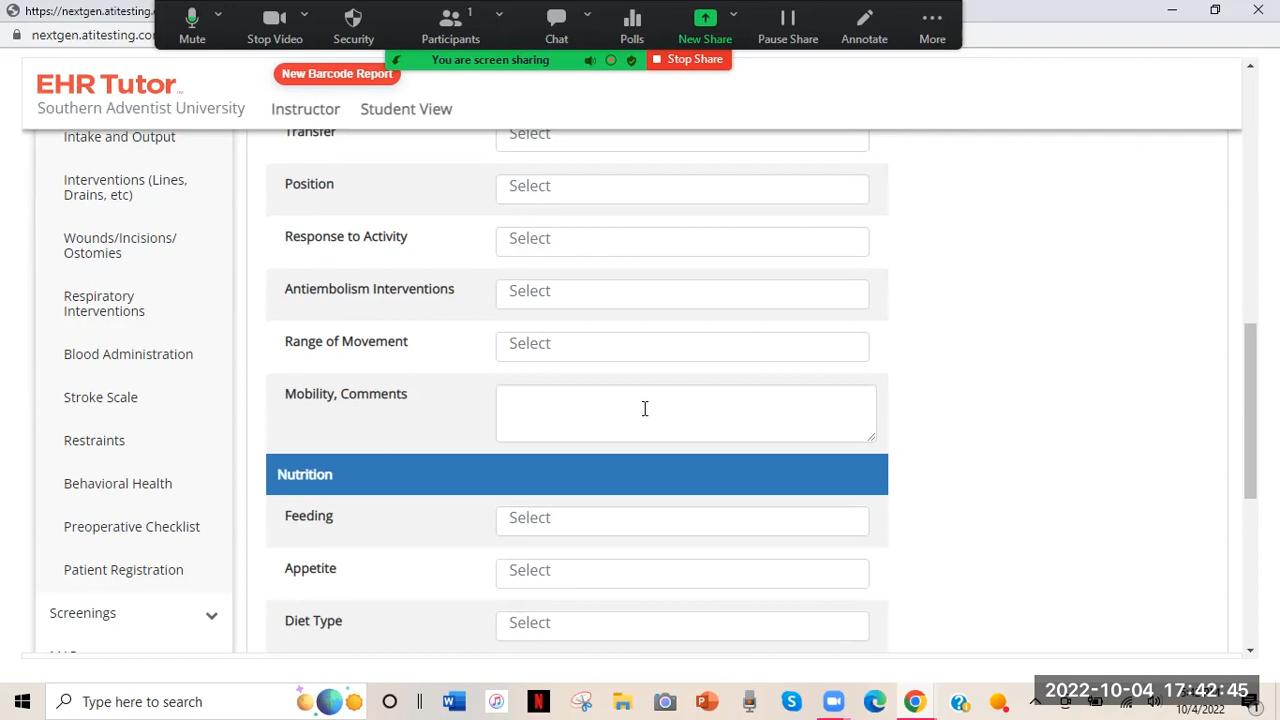 https://nextgen.ati
nextgen.atitesting.co
Mute
Stop Video
Security
1
Participants
Chat
Polls
New Share
Pause Share
Annotate
More
You are screen sharing
Stop Share
EHR Tutor
Southern Adventist University
New Barcode Report
Instructor
Student View
Intake and Output
Interventions (Lines,
Drains, etc)
Wounds/Incisions/
Ostomies
Respiratory
Interventions
Blood Administration
Stroke Scale
Restraints
Behavioral Health
Preoperative Checklist
Patient Registration
Screenings
Transfer
Select
Position
Select
Response to Activity
Select
Antiembolism Interventions
Select
Range of Movement
Select
Mobility, Comments
Nutrition
Feeding
Select
Appetite
Select
Diet Type
Select
Type here to search
2022-10-04 17:42:45
10/4/2022